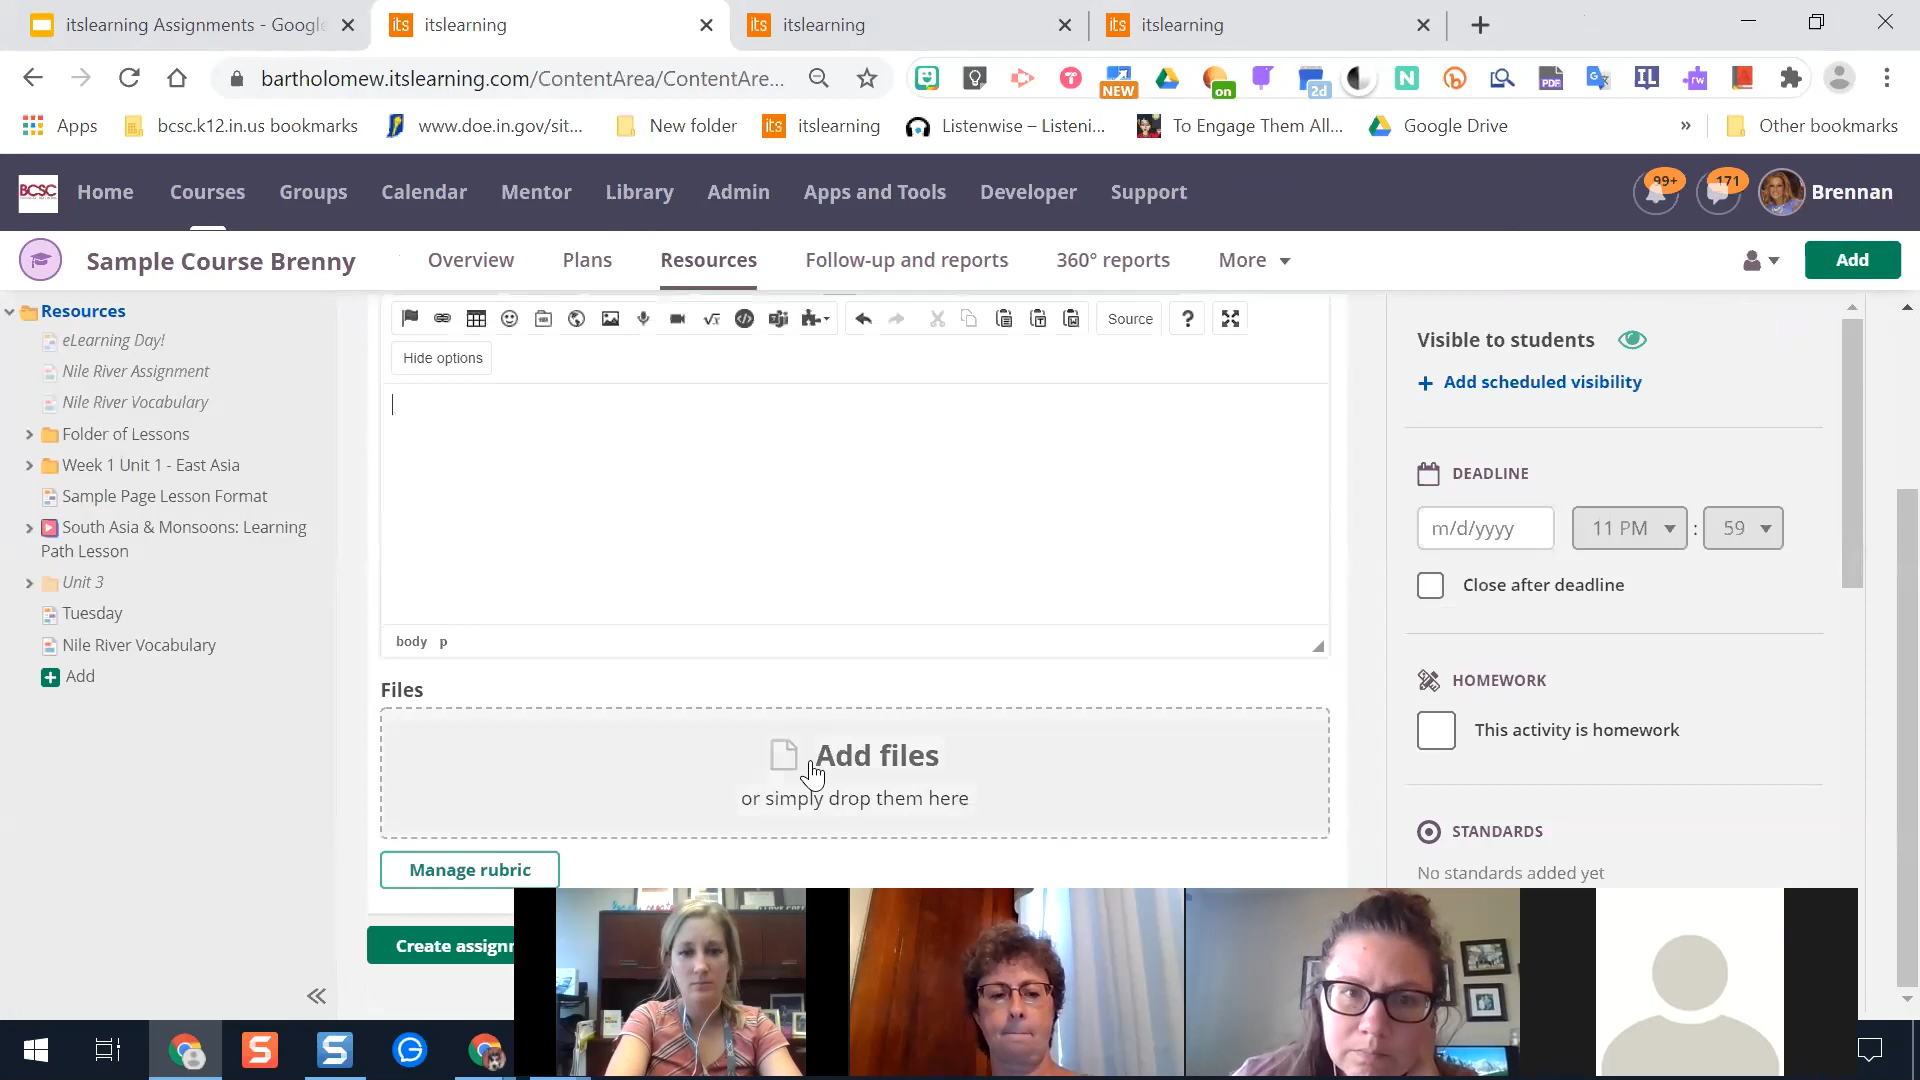 itslearning Assignments - Google
itslearning
itslearning
itslearning
bartholomew.itslearning.com/ContentArea/ContentAre...
NEW
on
2d
PDF
IL
rw
Apps
bcsc.k12.in.us bookmarks
www.doe.in.gov/sit...
New folder
its
itslearning
Listenwise – Listeni...
To Engage Them All...
Google Drive
»
Other bookmarks
BCSC
Home
Courses
Groups
Calendar
Mentor
Library
Admin
Apps and Tools
Developer
Support
99+
171
Brennan
Sample Course Brenny
Overview
Plans
Resources
Follow-up and reports
360° reports
More
Add
Resources
eLearning Day!
Nile River Assignment
Nile River Vocabulary
Folder of Lessons
Week 1 Unit 1 - East Asia
Sample Page Lesson Format
South Asia & Monsoons: Learning
Path Lesson
Unit 3
Tuesday
Nile River Vocabulary
Add
Source
?
Hide options
body p
Files
Add files
or simply drop them here
Manage rubric
Create assignm
Visible to students
+ Add scheduled visibility
DEADLINE
m/d/yyyy
11 PM
:
59
Close after deadline
HOMEWORK
This activity is homework
STANDARDS
No standards added yet